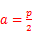 a = p/2